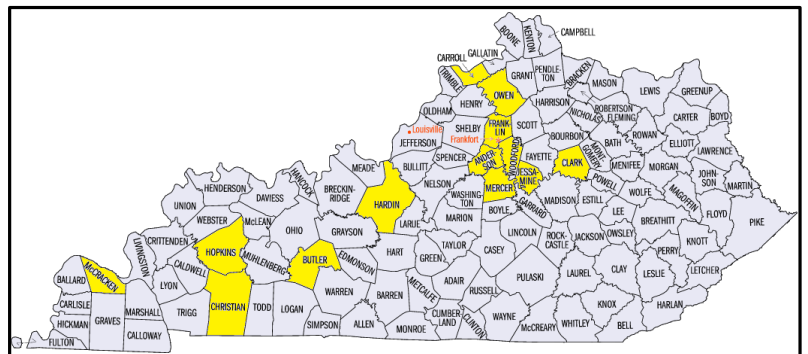 BOONE
KENTON
CAMPBELL
GALLATIN
CARROLL
TRIMBLE
GRANT
PENDLE-
TON
BRACKEN
MASON
LEWIS
GREENUP
OWEN
OLDHAM
HENRY
HARRISON
ROBERTSON
FLEMING
CARTER
BOYD
NICHOLAS
Louisville
SHELBY
FRANK-
LIN
SCOTT
Frankfort
BOURBON
BATH
ROWAN
ELLIOTT
LAWRENCE
JEFFERSON
WOODFORD
FAYETTE
CLARK
MONT-
GOMERY
MENIFEE
MORGAN
JOHN-
SON
MARTIN
MEADE
BULLITT
SPENCER
ANDER-
SON
JESSA-
MINE
POWELL
WOLFE
MAGOFFIN
HANCOCK
BRECKIN-
RIDGE
HARDIN
NELSON
WASHING-
TON
MERCER
GARRARD
MADISON
ESTILL
LEE
BREATHITT
FLOYD
PIKE
HENDERSON
DAVIESS
UNION
WEBSTER
McLEAN
OHIO
GRAYSON
LARUE
MARION
BOYLE
LINCOLN
ROCK-
CASTLE
JACKSON
OWSLEY
PERRY
KNOTT
LETCHER
CRITTENDEN
LIVINGSTON
HOPKINS
MUHLENBERG
BUTLER
EDMONSON
HART
GREEN
TAYLOR
CASEY
PULASKI
LAUREL
CLAY
LESLIE
HARLAN
BALLARD
McCRACKEN
CALDWELL
LYON
CHRISTIAN
TODD
LOGAN
WARREN
BARREN
METCALFE
ADAIR
RUSSELL
CARLISLE
HICKMAN
GRAVES
MARSHALL
TRIGG
SIMPSON
ALLEN
MONROE
CUMBER-
LAND
CLINTON
WAYNE
McCREARY
WHITLEY
KNOX
BELL
FULTON
CALLOWAY